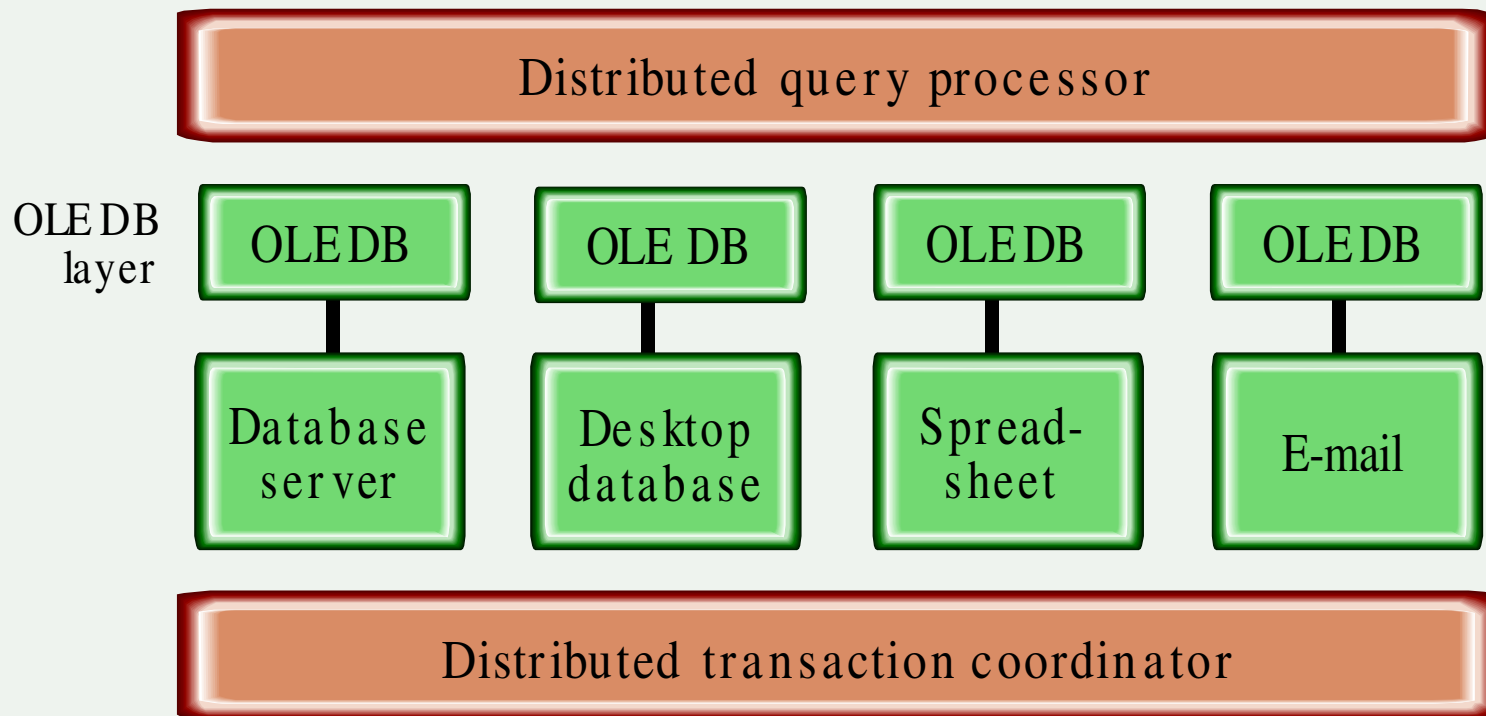 Distributed query processor
OLE DB
layer
OLE DB
OLE DB
OLE DB
OLE DB
Database
server
Desktop
database
Spread-
sheet
E-mail
Distributed transaction coordinator